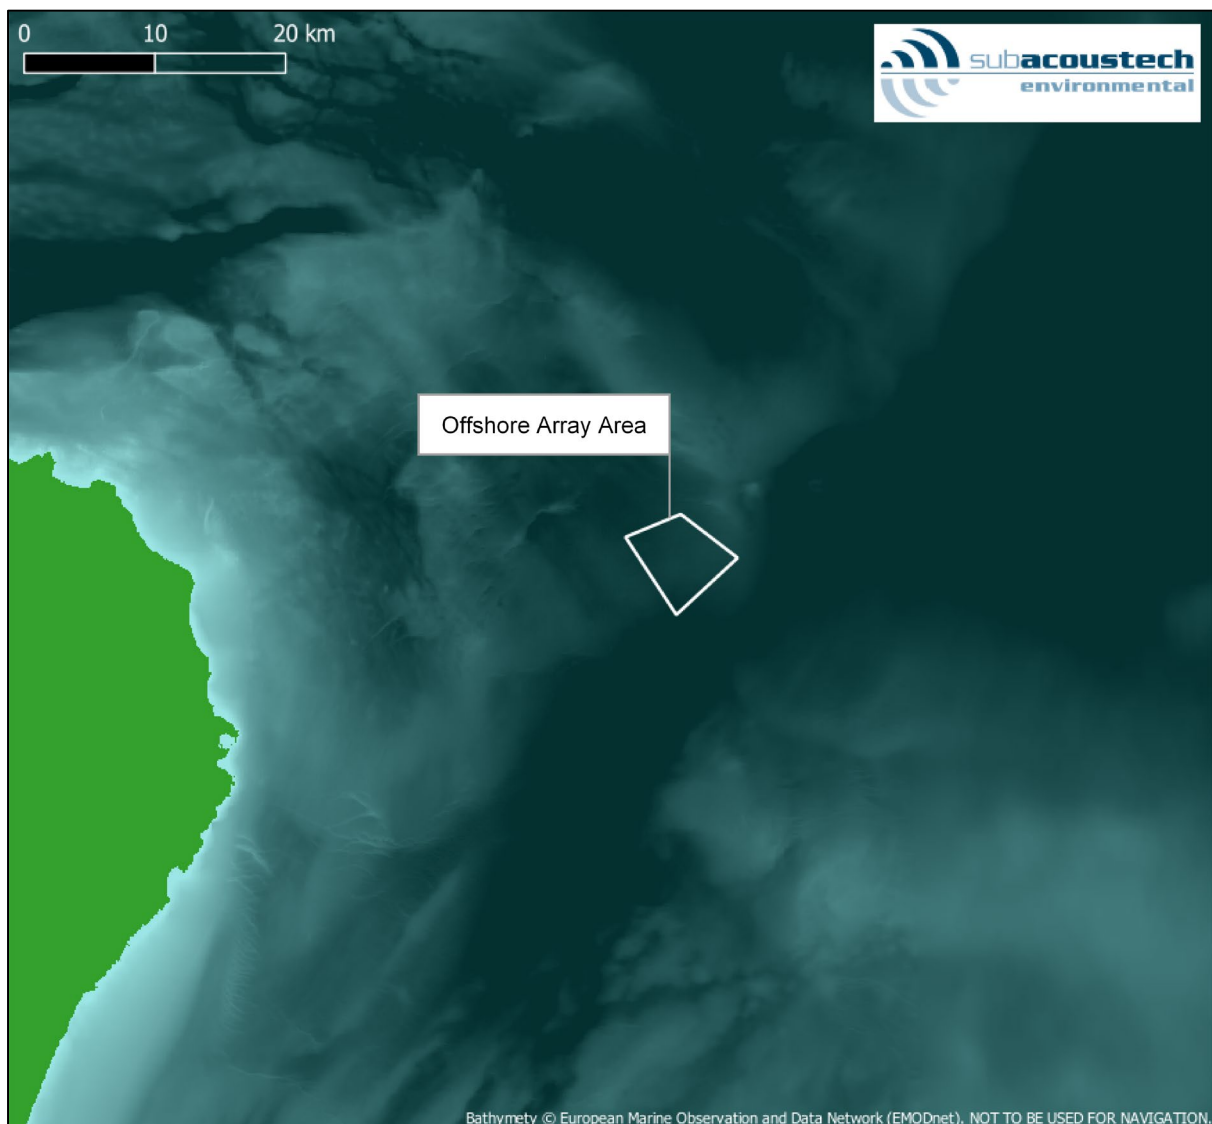 0 10 20 km
subacoustech
environmental
Offshore Array Area
Bathymety © European Marine Observation and Data Network (EMODnet). NOT TO BE USED FOR NAVIGATION.